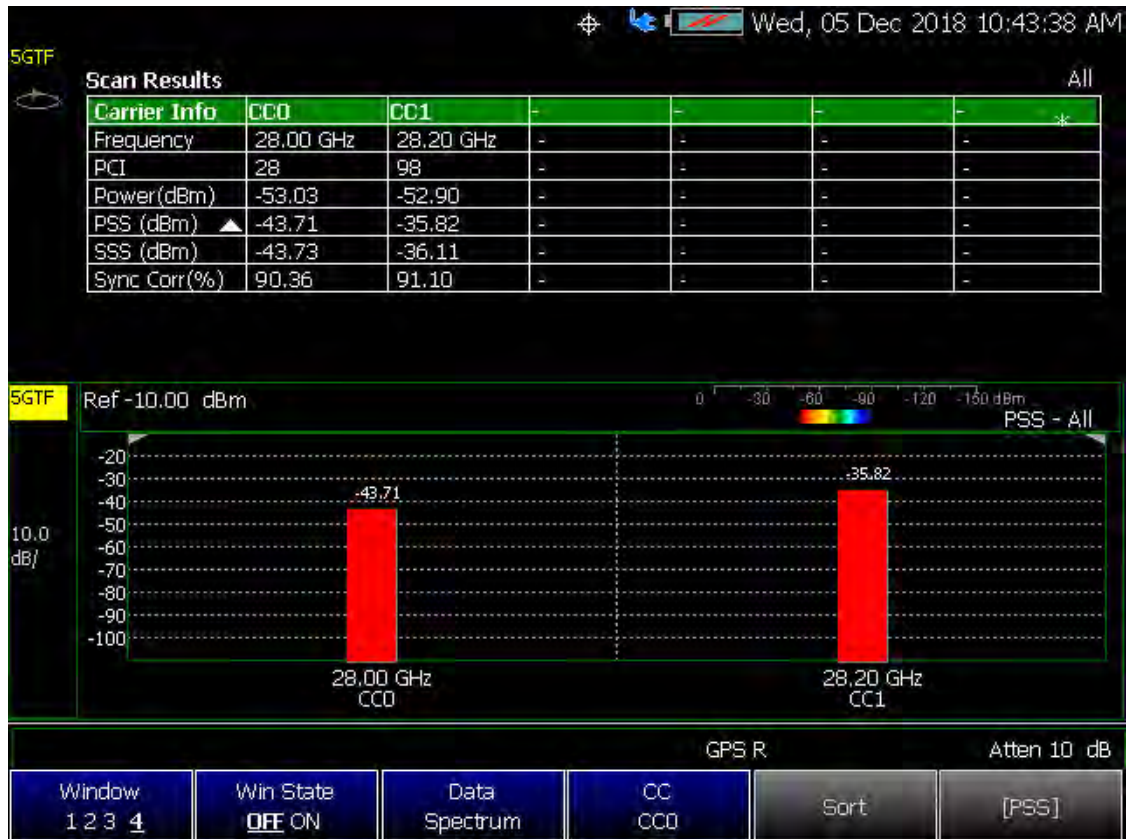 Wed, 05 Dec 2018 10:43:38 AM
5GTF
Scan Results All
Carrier Info CC0 CC1 - - - - *
Frequency 28.00 GHz 28.20 GHz - - - -
PCI 28 98 - - - -
Power(dBm) -53.03 -52.90 - - - -
PSS (dBm) -43.71 -35.82 - - - -
SSS (dBm) -43.73 -36.11 - - - -
Sync Corr(%) 90.36 91.10 - - - -
5GTF Ref -10.00 dBm 0 -30 -60 -90 -120 -150 dBm
PSS - All
-20
-30
-40
-50
-60
-70
-80
-90
-100
10.0
dB/
-43.71
-35.82
28.00 GHz 28.20 GHz
CC0 CC1
GPS R Atten 10 dB
Window Win State Data CC Sort [PSS]
1 2 3 4 OFF ON Spectrum CC0